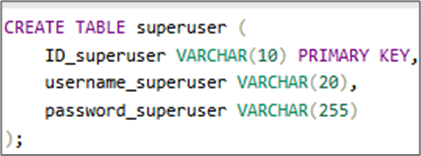 CREATE TABLE superuser (
    ID_superuser VARCHAR(10) PRIMARY KEY,
    username_superuser VARCHAR(20),
    password_superuser VARCHAR(255)
);